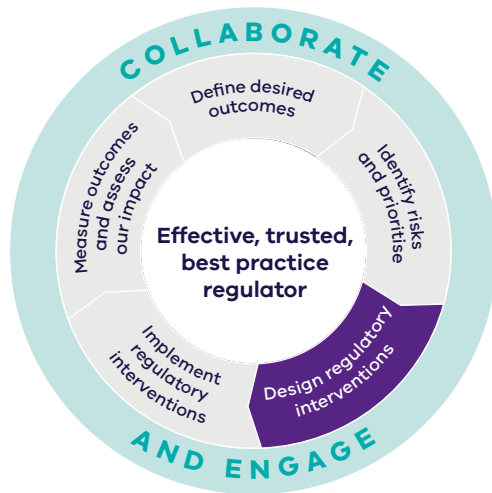 COLLABORATE
Define desired
outcomes
Identify risks
and prioritise
Design regulatory
interventions
Implement
regulatory
interventions
Measure outcomes
and assess
our impact
Effective, trusted,
best practice
regulator
AND ENGAGE